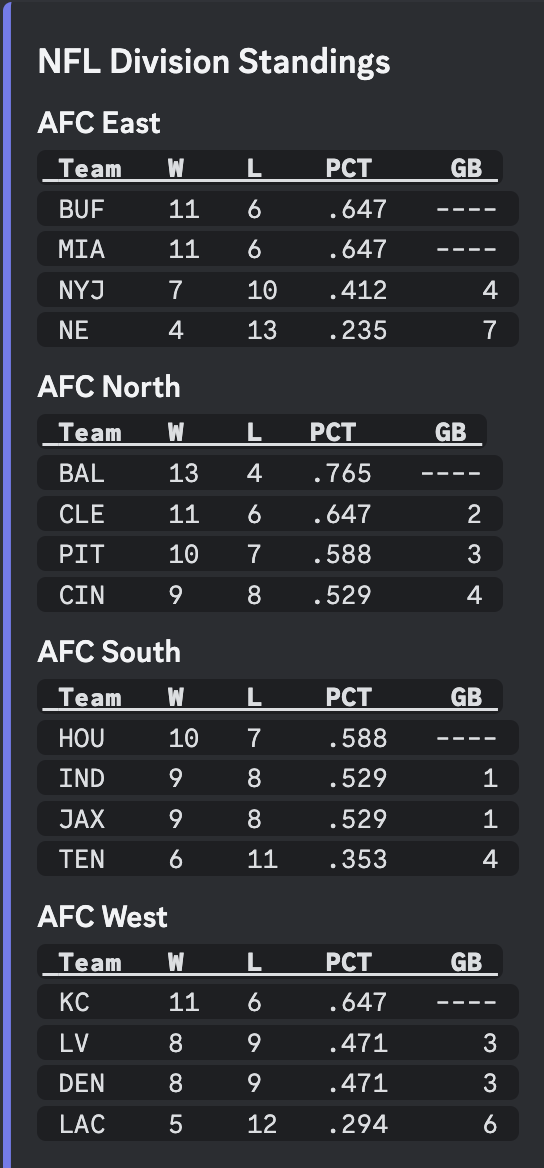 NFL Division Standings
AFC East
Team W L PCT GB
BUF 11 6 .647 ----
MIA 11 6 .647 ----
NYJ 7 10 .412 4
NE 4 13 .235 7
AFC North
Team W L PCT GB
BAL 13 4 .765 ----
CLE 11 6 .647 2
PIT 10 7 .588 3
CIN 9 8 .529 4
AFC South
Team W L PCT GB
HOU 10 7 .588 ----
IND 9 8 .529 1
JAX 9 8 .529 1
TEN 6 11 .353 4
AFC West
Team W L PCT GB
KC 11 6 .647 ----
LV 8 9 .471 3
DEN 8 9 .471 3
LAC 5 12 .294 6